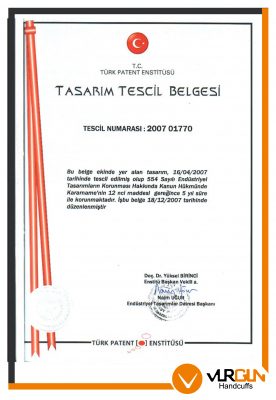 T.C.
TÜRK PATENT ENSTİTÜSÜ
TASARIM TESCİL BELGESİ
TESCİL NUMARASI : 2007 01770
Bu belge ekinde yer alan tasarım, 16/04/2007
tarihinde tescil edilmiş olup 554 Sayılı Endüstriyel
Tasarımların Korunması Hakkında Kanun Hükmünde
Kararname'nin 12 nci maddesi gereğince 5 yıl süre
ile korunmaktadır. İşbu belge 18/12/2007 tarihinde
düzenlenmiştir
Doç. Dr. Yüksel BİRİNCİ
Enstitü Başkan Vekili a.
Naim UĞUR
Endüstriyel Tasarımlar Dairesi Başkanı
TÜRK PATENT ENSTİTÜSÜ
VURGUN
Handcuffs